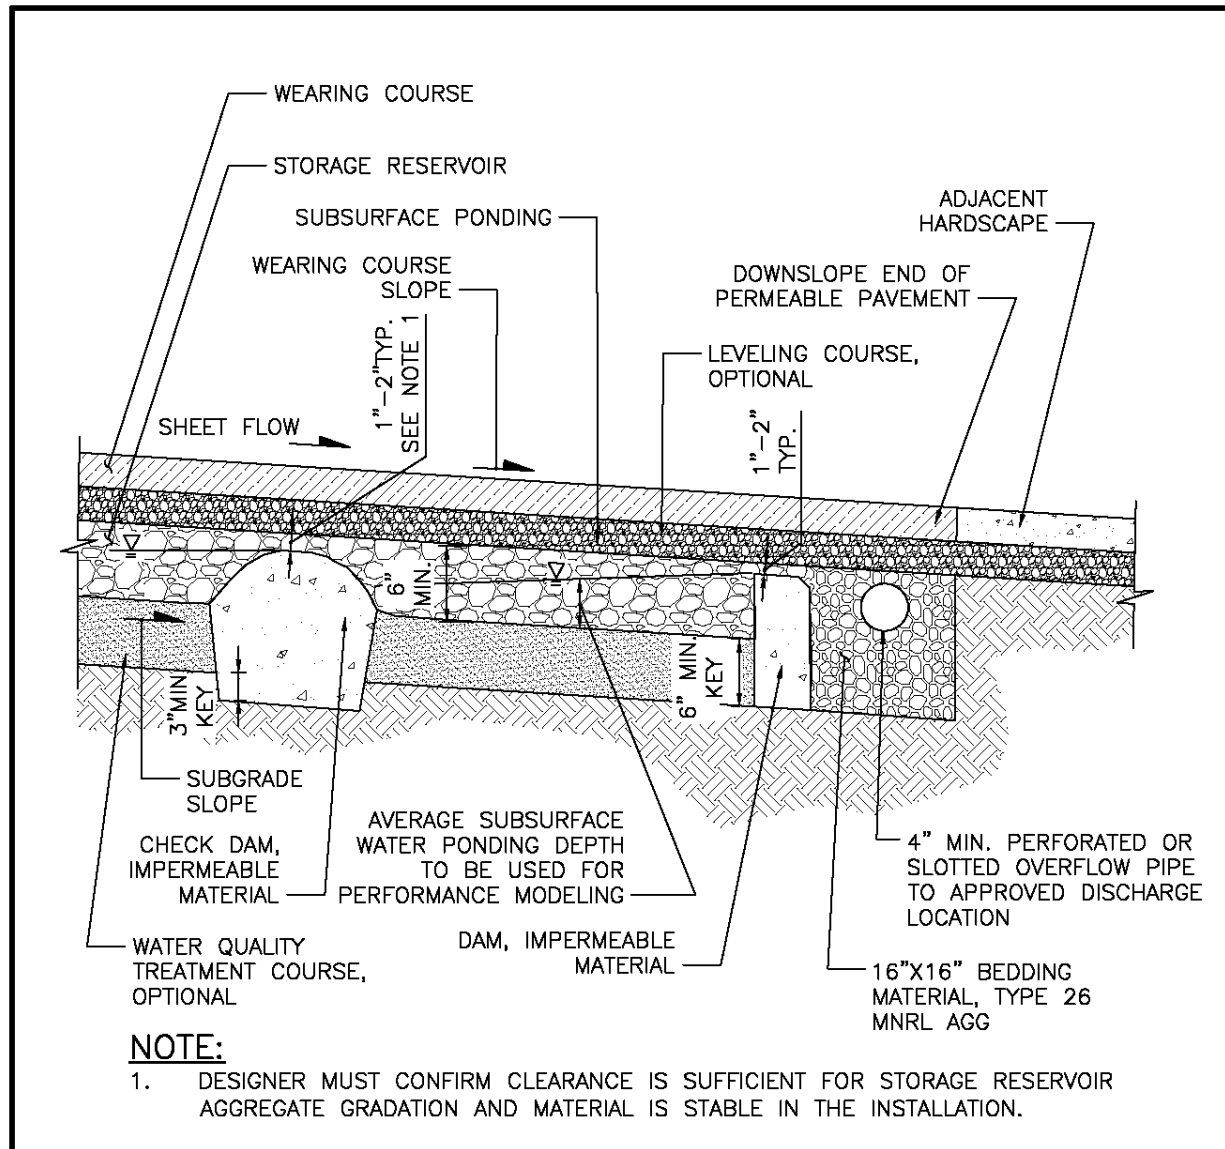 WEARING COURSE
STORAGE RESERVOIR
SUBSURFACE PONDING
WEARING COURSE
SLOPE
ADJACENT
HARDSCAPE
DOWNSLOPE END OF
PERMEABLE PAVEMENT
1"-2"TYP.
SEE NOTE 1
LEVELING COURSE,
OPTIONAL
SHEET FLOW
1"-2"
TYP.
6"
MIN.
3"MIN.
KEY
6" MIN.
KEY
SUBGRADE
SLOPE
CHECK DAM,
IMPERMEABLE
MATERIAL
AVERAGE SUBSURFACE
WATER PONDING DEPTH
TO BE USED FOR
PERFORMANCE MODELING
4" MIN. PERFORATED OR
SLOTTED OVERFLOW PIPE
TO APPROVED DISCHARGE
LOCATION
WATER QUALITY
TREATMENT COURSE,
OPTIONAL
DAM, IMPERMEABLE
MATERIAL
16"X16" BEDDING
MATERIAL, TYPE 26
MNRL AGG
NOTE:
1. DESIGNER MUST CONFIRM CLEARANCE IS SUFFICIENT FOR STORAGE RESERVOIR
AGGREGATE GRADATION AND MATERIAL IS STABLE IN THE INSTALLATION.